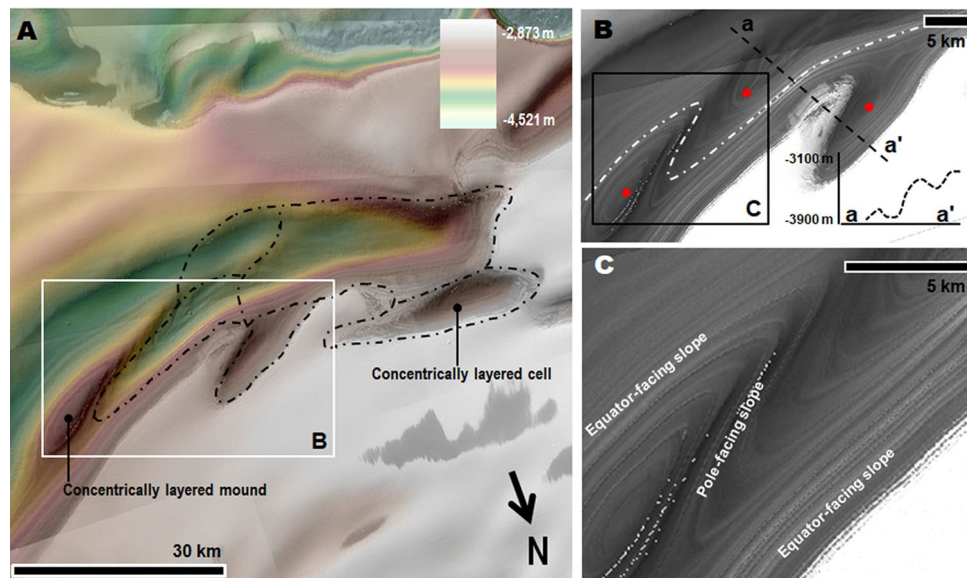 A
-2,873 m
-4,521 m
Concentrically layered cell
B
Concentrically layered mound
N
30 km
B
5 km
a
a'
-3100 m
C
-3900 m
a
a'
C
5 km
Equator-facing slope
Pole-facing slope
Equator-facing slope